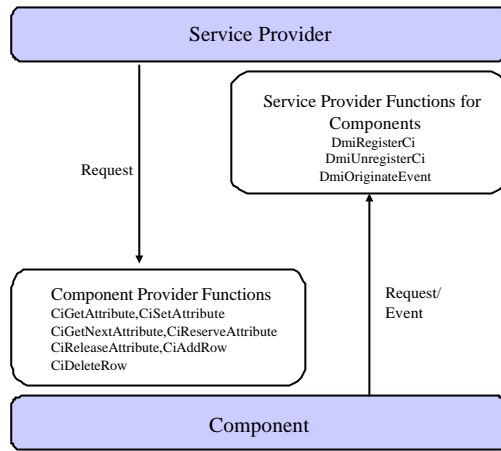 Service Provider
Service Provider Functions for
Components
DmiRegisterCi
DmiUnregisterCi
DmiOriginateEvent
Request
Component Provider Functions
CiGetAttribute,CiSetAttribute
CiGetNextAttribute,CiReserveAttribute
CiReleaseAttribute,CiAddRow
CiDeleteRow
Request/
Event
Component